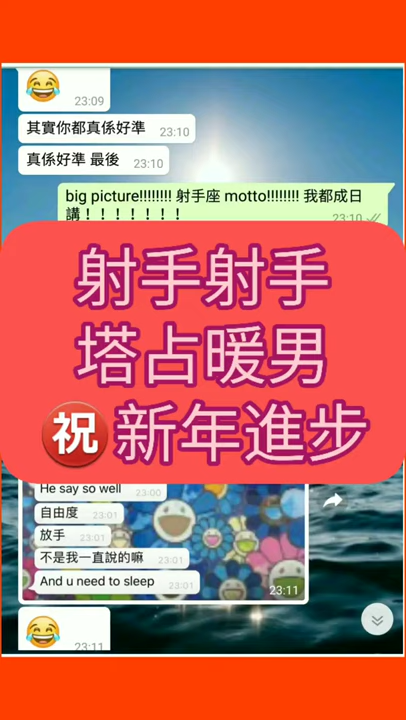 😂
23:09
其實你都真係好準 23:10
真係好準 最後 23:10
big picture!!!!!!!! 射手座 motto!!!!!!!! 我都成日
講！！！！！！！ 23:10
射手射手
塔占暖男
祝新年進步
He say so well 23:00
自由度 23:01
放手 23:01
不是我一直說的嘛 23:01
And u need to sleep 23:01
23:11
😂
23:11